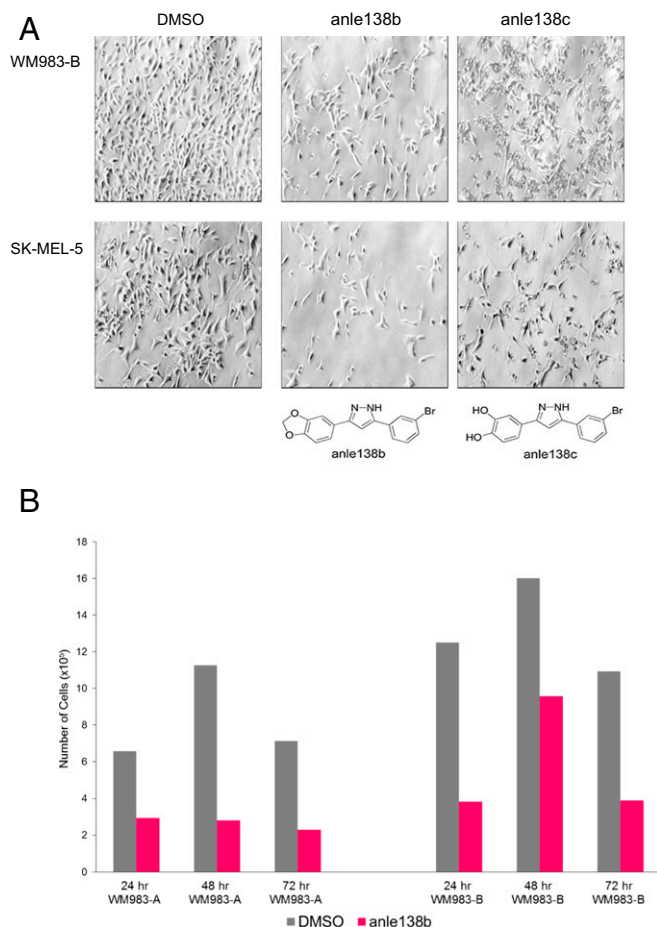 A
DMSO anle138b anle138c
WM983-B
SK-MEL-5
N–NH Br N–NH Br
O HO
O HO
anle138b anle138c
B
18
16
14
12
10
8
6
4
2
0
Number of Cells (x10⁵)
24 hr 48 hr 72 hr 24 hr 48 hr 72 hr
WM983-A WM983-A WM983-A WM983-B WM983-B WM983-B
DMSO anle138b